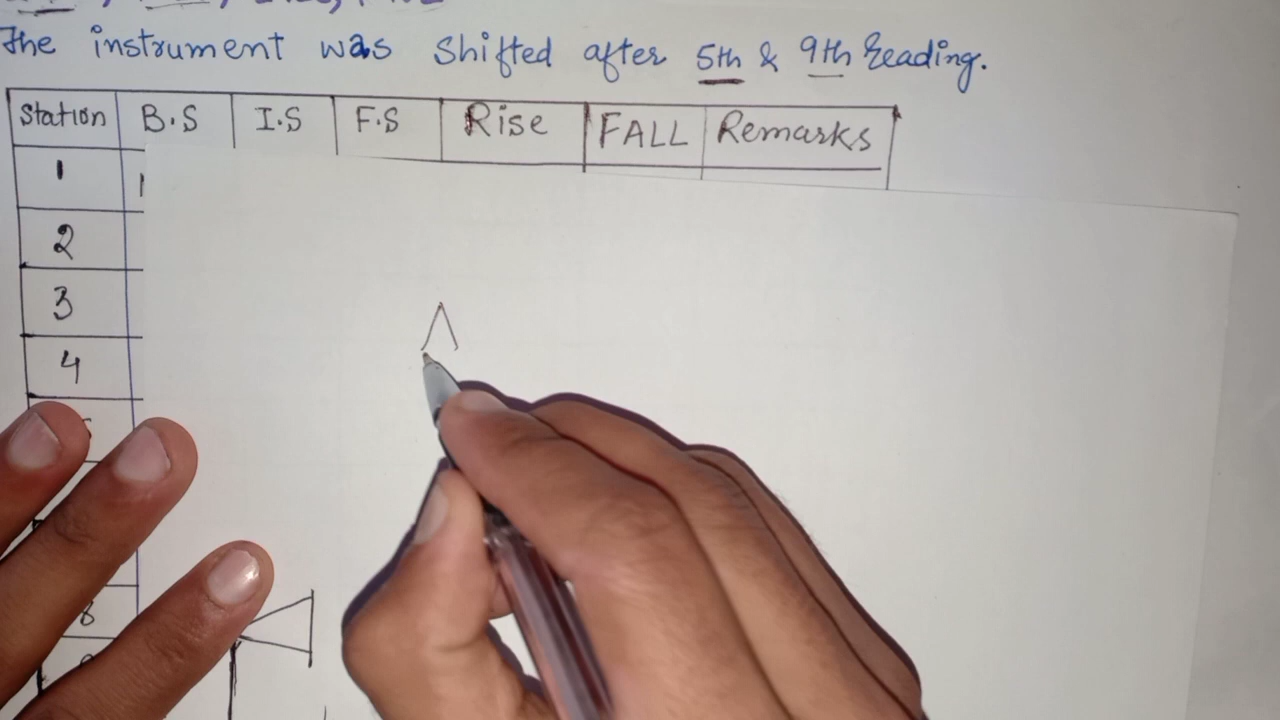 The instrument was shifted after 5th & 9th reading.
Station B.S I.S F.S Rise FALL Remarks
1
2
3
4
8